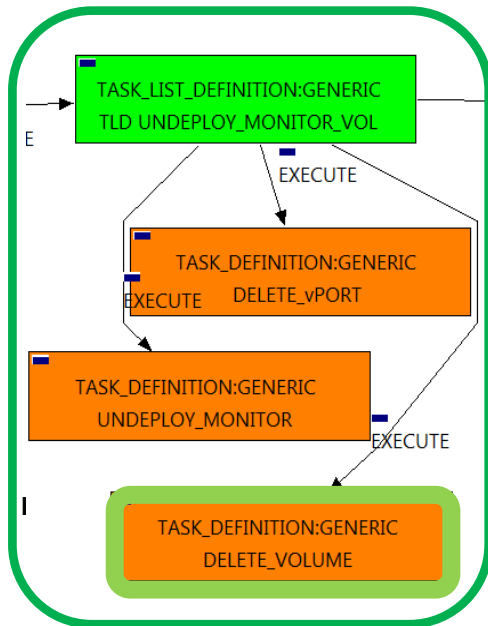 TASK_LIST_DEFINITION:GENERIC
TLD UNDEPLOY_MONITOR_VOL
E
EXECUTE
TASK_DEFINITION:GENERIC
DELETE_vPORT
EXECUTE
TASK_DEFINITION:GENERIC
UNDEPLOY_MONITOR
EXECUTE
TASK_DEFINITION:GENERIC
DELETE_VOLUME